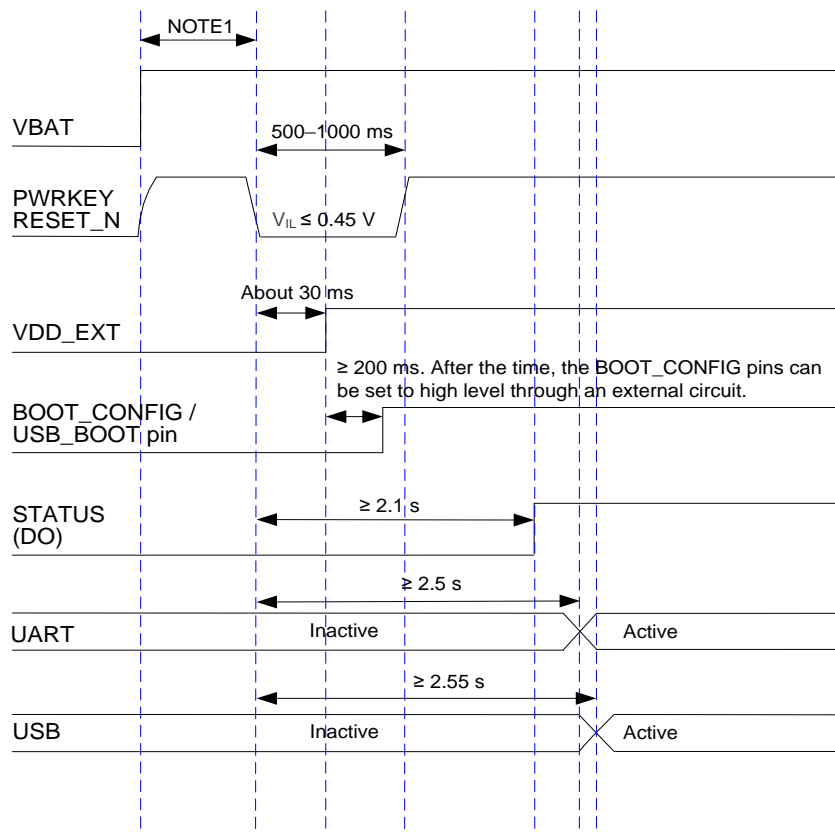 NOTE1
VBAT
500–1000 ms
PWRKEY
RESET_N
VIL ≤ 0.45 V
About 30 ms
VDD_EXT
≥ 200 ms. After the time, the BOOT_CONFIG pins can
be set to high level through an external circuit.
BOOT_CONFIG /
USB_BOOT pin
≥ 2.1 s
STATUS
(DO)
≥ 2.5 s
UART
Inactive
Active
≥ 2.55 s
USB
Inactive
Active